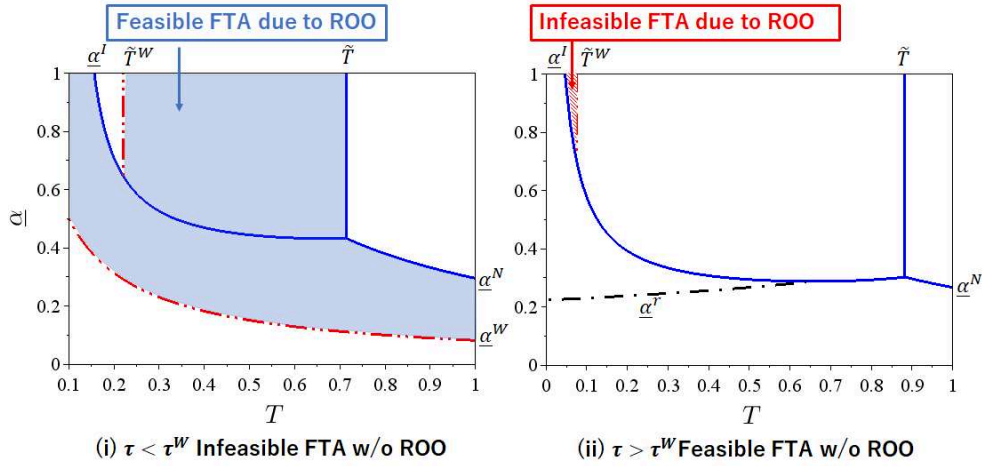 Feasible FTA due to ROO
Infeasible FTA due to ROO
α̲^I T̃^W T̃
α̲^I T̃^W T̃
1
0.8
0.6
0.4
0.2
0
α̲
α̲^N
α̲^W
0.1 0.2 0.3 0.4 0.5 0.6 0.7 0.8 0.9 1
T
1
0.8
0.6
0.4
0.2
0
α̲^r
α̲^N
0 0.1 0.2 0.3 0.4 0.5 0.6 0.7 0.8 0.9 1
T
(i) τ < τ^W Infeasible FTA w/o ROO
(ii) τ > τ^W Feasible FTA w/o ROO